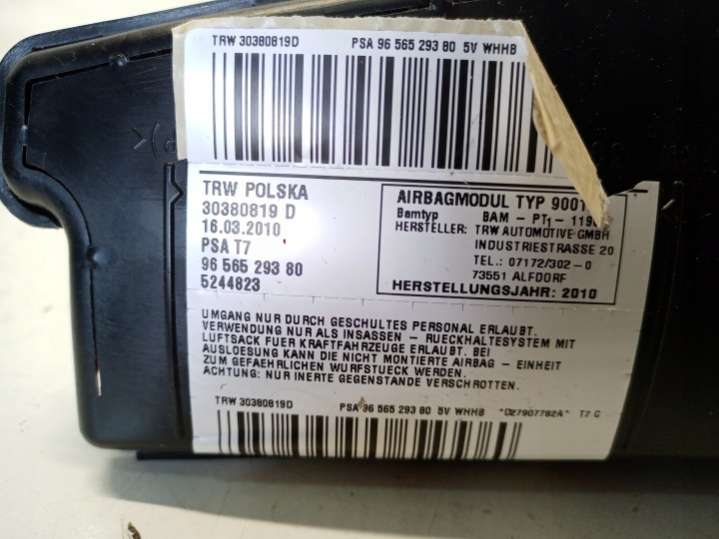 TRW 30380819D PSA 96 565 293 80 5V WHHB
TRW POLSKA
30380819 D
16.03.2010
PSA T7
96 565 293 80
5244823
AIRBAGMODUL TYP
Bamtyp BAM - PT1 -
HERSTELLER: TRW AUTOMOTIVE GMBH
INDUSTRIESTRASSE 20
TEL.: 07172/302-0
73551 ALFDORF
HERSTELLUNGSJAHR: 2010
UMGANG NUR DURCH GESCHULTES PERSONAL ERLAUBT.
VERWENDUNG NUR ALS INSASSEN - RUECKHALTESYSTEM MIT
LUFTSACK FUER KRAFTFAHRZEUGE ERLAUBT. BEI
AUSLOESUNG KANN DIE NICHT MONTIERTE AIRBAG - EINHEIT
ZUM GEFAEHRLICHEN WURFSTUECK WERDEN.
ACHTUNG: NUR INERTE GEGENSTANDE VERSCHROTTEN.
TRW 30380819D PSA 96 565 293 80 5V WHHB *D27907782A* T7 G